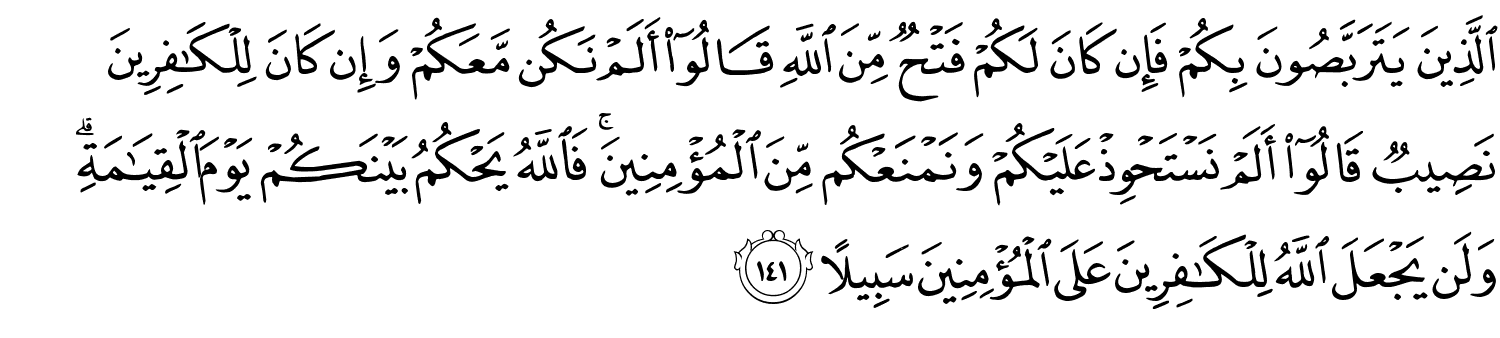 ٱلَّذِينَ يَتَرَبَّصُونَ بِكُمْ فَإِن كَانَ لَكُمْ فَتْحٌ مِّنَ ٱللَّهِ قَالُوٓا۟ أَلَمْ نَكُن مَّعَكُمْ وَإِن كَانَ لِلْكَـٰفِرِينَ
نَصِيبٌ قَالُوٓا۟ أَلَمْ نَسْتَحْوِذْ عَلَيْكُمْ وَنَمْنَعْكُم مِّنَ ٱلْمُؤْمِنِينَ ۚ فَٱللَّهُ يَحْكُمُ بَيْنَكُمْ يَوْمَ ٱلْقِيَـٰمَةِ ۗ
وَلَن يَجْعَلَ ٱللَّهُ لِلْكَـٰفِرِينَ عَلَى ٱلْمُؤْمِنِينَ سَبِيلًا ١٤١